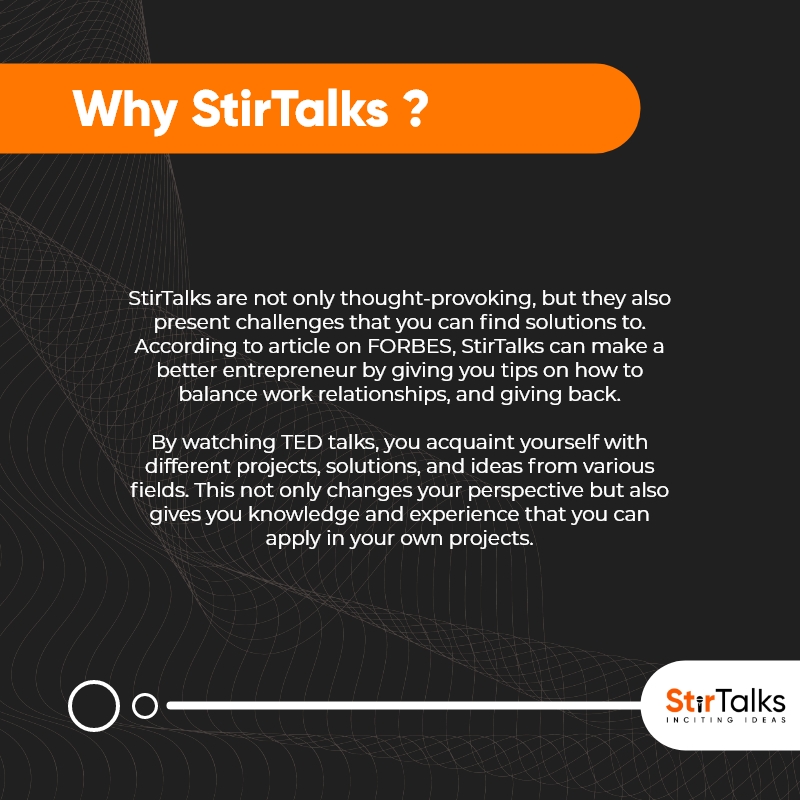 Why StirTalks ?
StirTalks are not only thought-provoking, but they also
present challenges that you can find solutions to.
According to article on FORBES, StirTalks can make a
better entrepreneur by giving you tips on how to
balance work relationships, and giving back.
By watching TED talks, you acquaint yourself with
different projects, solutions, and ideas from various
fields. This not only changes your perspective but also
gives you knowledge and experience that you can
apply in your own projects.
StirTalks
INCITING IDEAS